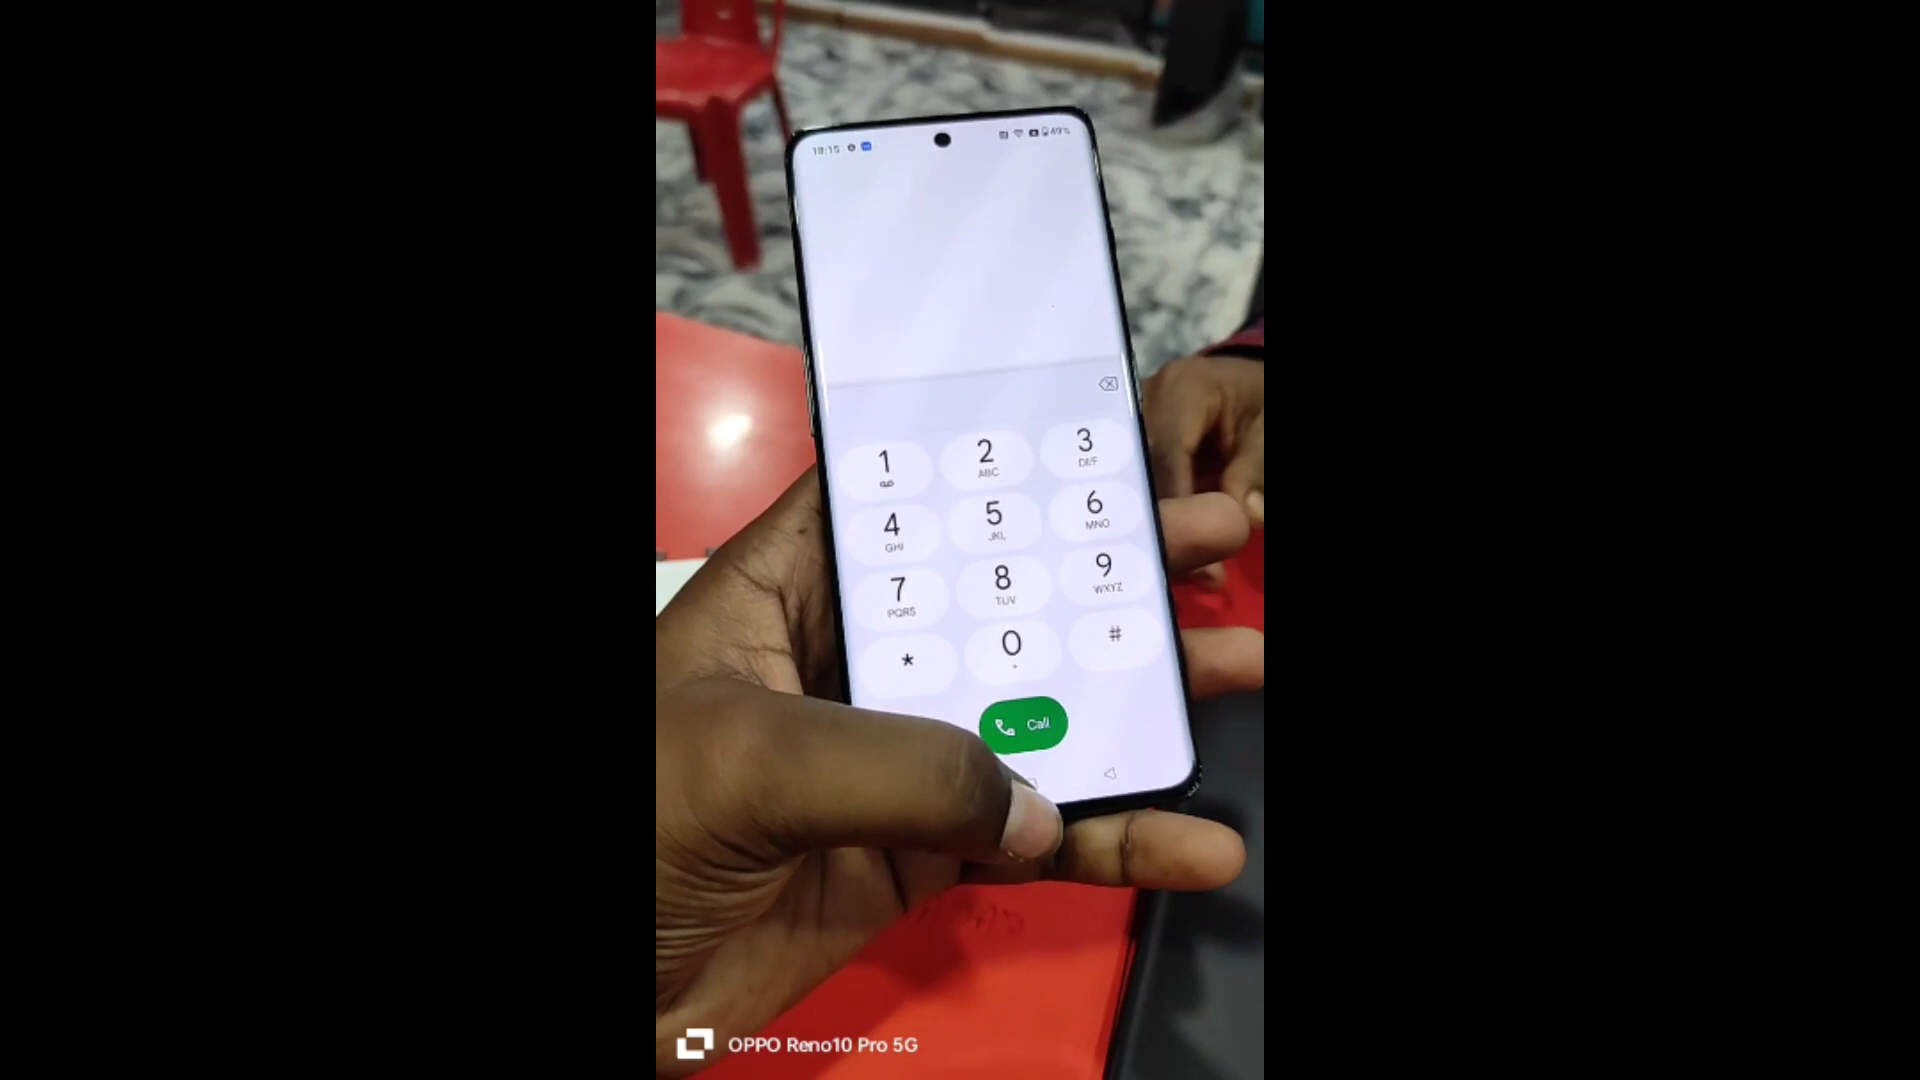 18:15 49%
1
2
ABC
3
DEF
4
GHI
5
JKL
6
MNO
7
PQRS
8
TUV
9
WXYZ
*
0
+
#
Call
OPPO Reno10 Pro 5G